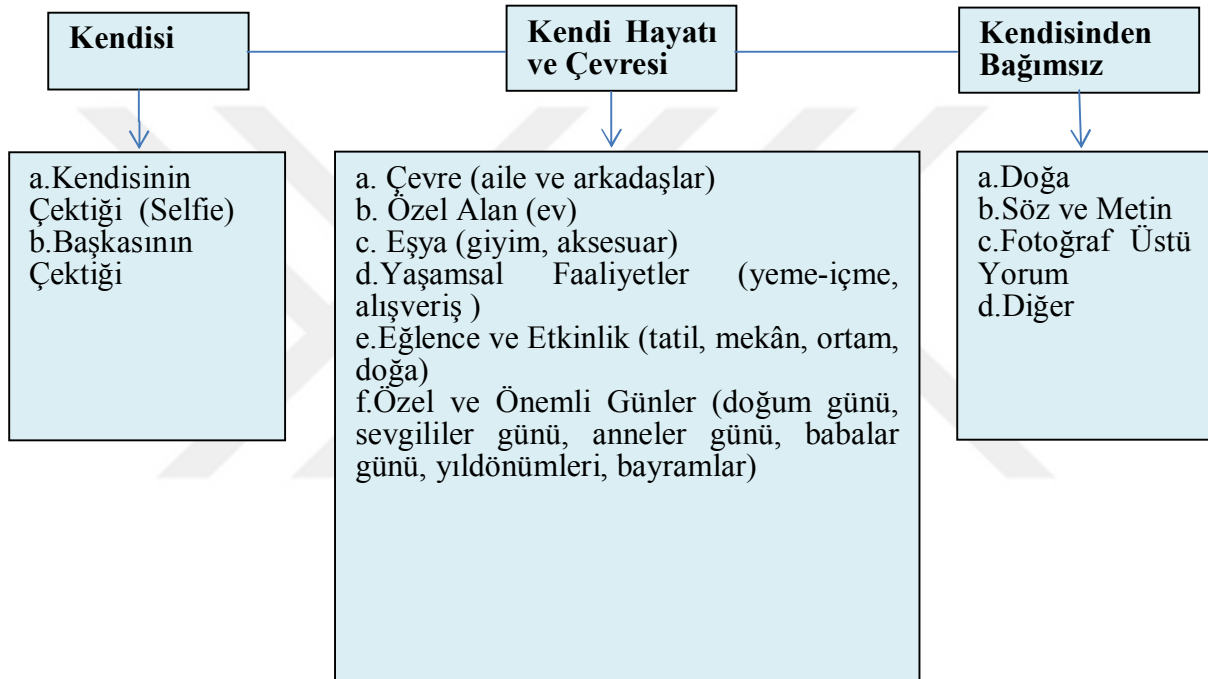 Kendisi
Kendi Hayatı
ve Çevresi
Kendisinden
Bağımsız
a.Kendisinin
Çektiği (Selfie)
b.Başkasının
Çektiği
a. Çevre (aile ve arkadaşlar)
b. Özel Alan (ev)
c. Eşya (giyim, aksesuar)
d.Yaşamsal Faaliyetler (yeme-içme,
alışveriş )
e.Eğlence ve Etkinlik (tatil, mekân, ortam,
doğa)
f.Özel ve Önemli Günler (doğum günü,
sevgililer günü, anneler günü, babalar
günü, yıldönümleri, bayramlar)
a.Doğa
b.Söz ve Metin
c.Fotoğraf Üstü
Yorum
d.Diğer